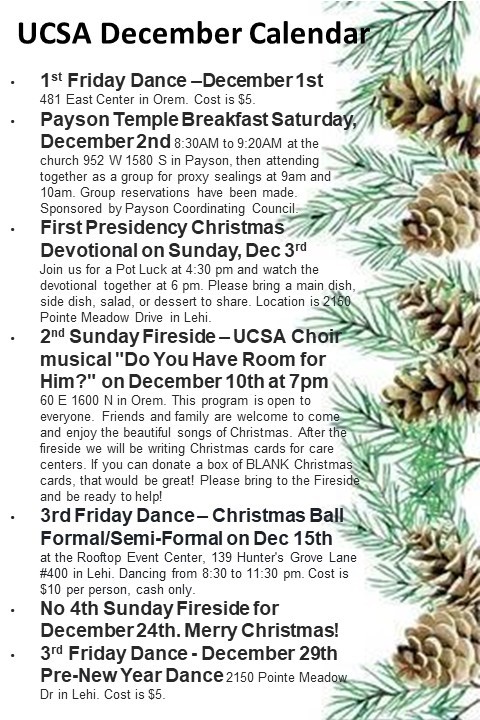 UCSA December Calendar
• 1st Friday Dance –December 1st
481 East Center in Orem. Cost is $5.
• Payson Temple Breakfast Saturday,
December 2nd 8:30AM to 9:20AM at the
church 952 W 1580 S in Payson, then attending
together as a group for proxy sealings at 9am and
10am. Group reservations have been made.
Sponsored by Payson Coordinating Council.
• First Presidency Christmas
Devotional on Sunday, Dec 3rd
Join us for a Pot Luck at 4:30 pm and watch the
devotional together at 6 pm. Please bring a main dish,
side dish, salad, or dessert to share. Location is 2150
Pointe Meadow Drive in Lehi.
• 2nd Sunday Fireside – UCSA Choir
musical "Do You Have Room for
Him?" on December 10th at 7pm
60 E 1600 N in Orem. This program is open to
everyone. Friends and family are welcome to come
and enjoy the beautiful songs of Christmas. After the
fireside we will be writing Christmas cards for care
centers. If you can donate a box of BLANK Christmas
cards, that would be great! Please bring to the Fireside
and be ready to help!
• 3rd Friday Dance – Christmas Ball
Formal/Semi-Formal on Dec 15th
at the Rooftop Event Center, 139 Hunter's Grove Lane
#400 in Lehi. Dancing from 8:30 to 11:30 pm. Cost is
$10 per person, cash only.
• No 4th Sunday Fireside for
December 24th. Merry Christmas!
• 3rd Friday Dance - December 29th
Pre-New Year Dance 2150 Pointe Meadow
Dr in Lehi. Cost is $5.